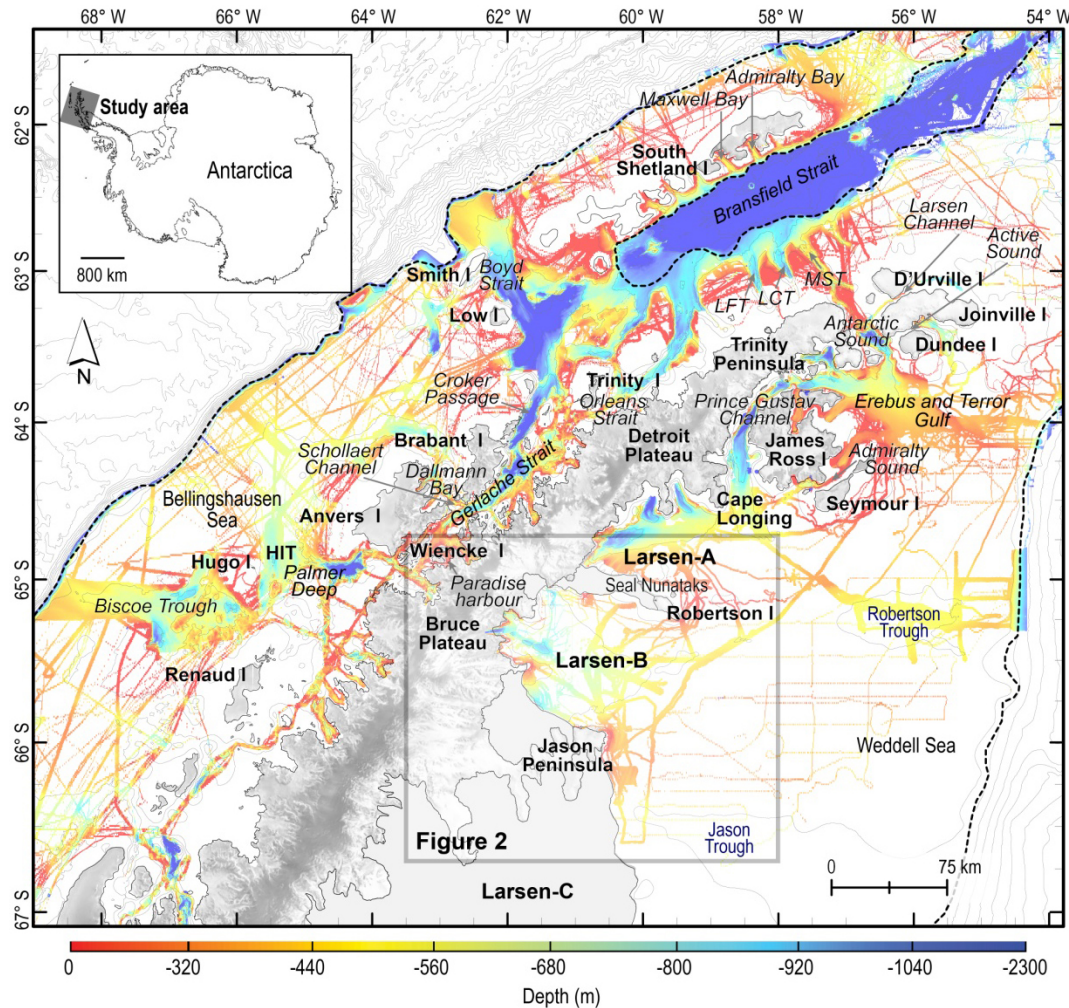 68° W
66° W
64° W
62° W
60° W
58° W
56° W
54° W
Study area
Antarctica
800 km
N
62° S
63° S
64° S
65° S
66° S
67° S
Admiralty Bay
Maxwell Bay
South
Shetland I
Bransfield Strait
Larsen
Channel
Active
Sound
Smith I
Boyd
Strait
Low I
MST
LCT
LFT
D'Urville I
Joinville I
Antarctic
Sound
Dundee I
Trinity
Peninsula
Croker
Passage
Trinity I
Orleans
Strait
Prince Gustav
Channel
Erebus and Terror
Gulf
Detroit
Plateau
James
Ross I
Admiralty
Sound
Seymour I
Brabant I
Schollaert
Channel
Dallmann
Bay
Gerlache Strait
Bellingshausen
Sea
Anvers I
Cape
Longing
Larsen-A
Wiencke I
Hugo I
HIT
Palmer
Deep
Paradise
harbour
Seal Nunataks
Robertson I
Biscoe Trough
Bruce
Plateau
Robertson
Trough
Larsen-B
Renaud I
Jason
Peninsula
Weddell Sea
Figure 2
Jason
Trough
0
75 km
Larsen-C
0
-320
-440
-560
-680
-800
-920
-1040
-2300
Depth (m)